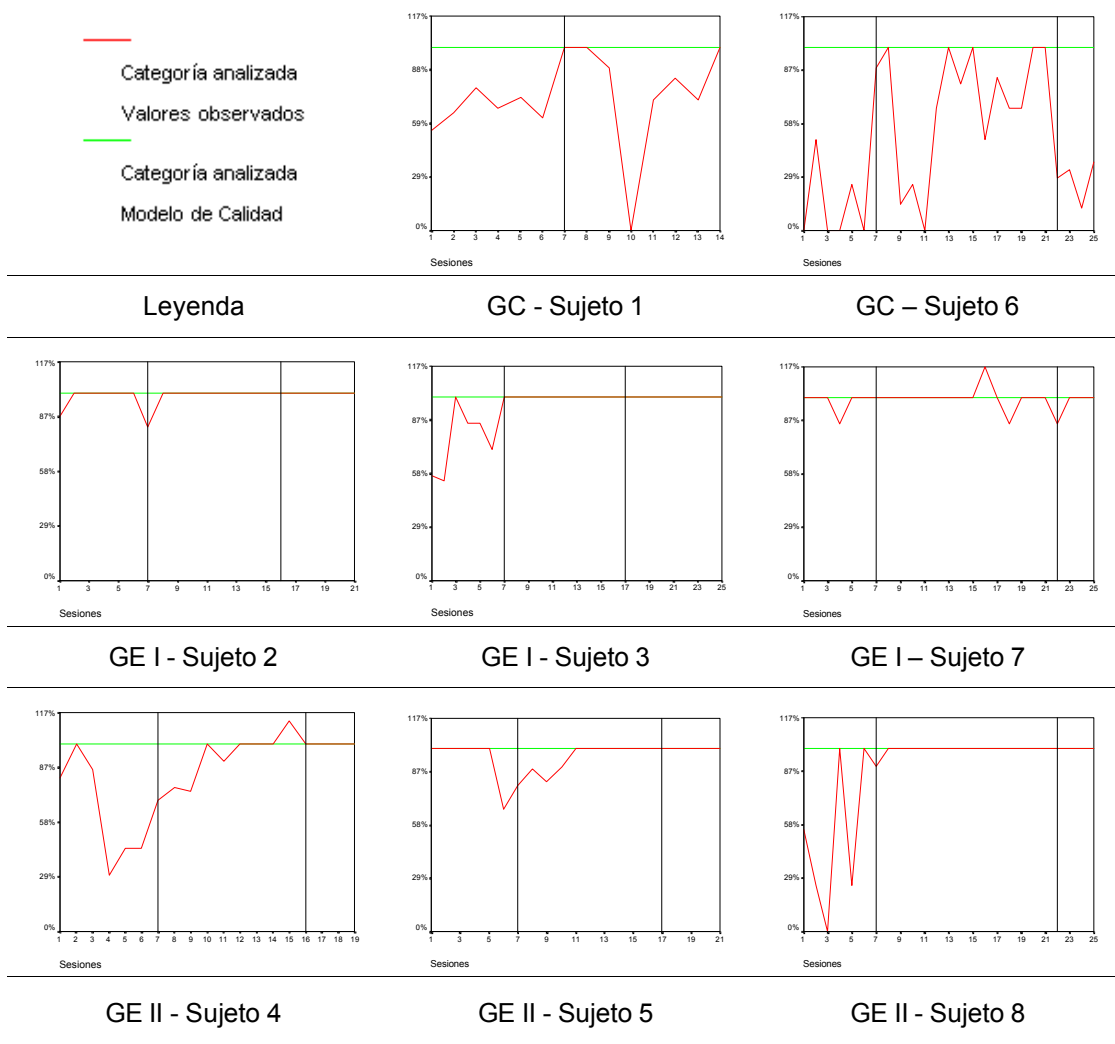 Categoría analizada
Valores observados
Categoría analizada
Modelo de Calidad
117%
88%
59%
29%
0%
1 2 3 4 5 6 7 8 9 10 11 12 13 14
Sesiones
117%
87%
58%
29%
0%
1 3 5 7 9 11 13 15 17 19 21 23 25
Sesiones
Leyenda
GC - Sujeto 1
GC – Sujeto 6
117%
87%
58%
29%
0%
1 3 5 7 9 11 13 15 17 19 21
Sesiones
117%
87%
58%
29%
0%
1 3 5 7 9 11 13 15 17 19 21 23 25
Sesiones
117%
87%
58%
29%
0%
1 3 5 7 9 11 13 15 17 19 21 23 25
Sesiones
GE I - Sujeto 2
GE I - Sujeto 3
GE I – Sujeto 7
117%
87%
58%
29%
0%
1 2 3 4 5 6 7 8 9 10 11 12 13 14 15 16 17 18 19
Sesiones
117%
87%
58%
29%
0%
1 3 5 7 9 11 13 15 17 19 21
Sesiones
117%
87%
58%
29%
0%
1 3 5 7 9 11 13 15 17 19 21 23 25
Sesiones
GE II - Sujeto 4
GE II - Sujeto 5
GE II - Sujeto 8